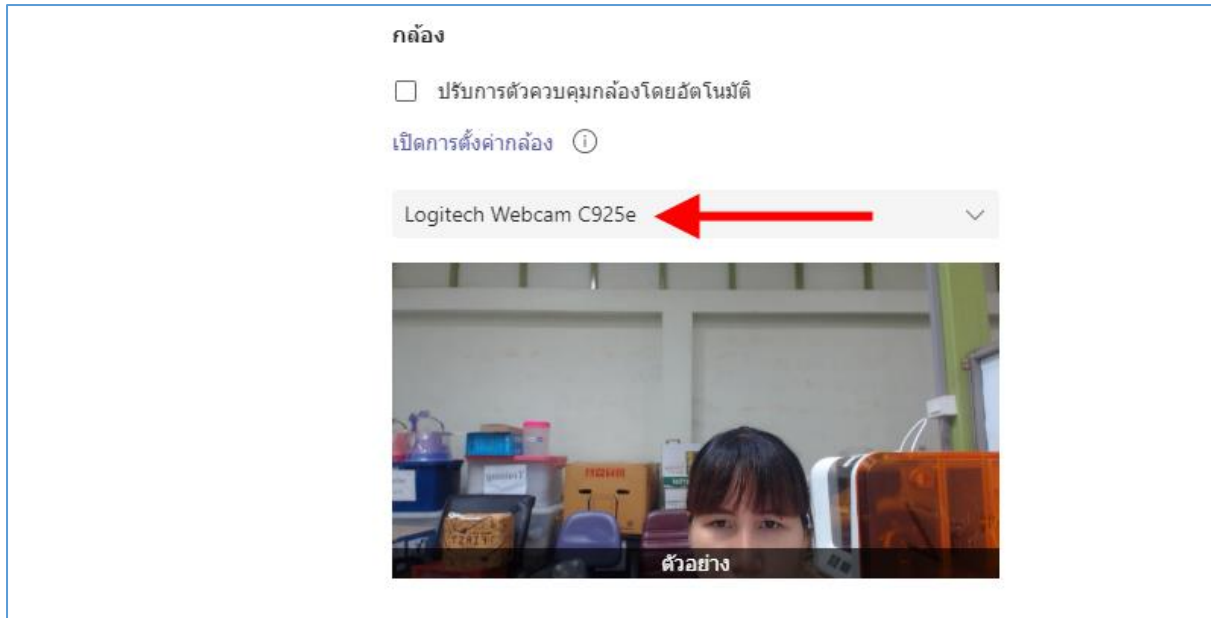 กล้อง
ปรับการตัวควบคุมกล้องโดยอัตโนมัติ
เปิดการตั้งค่ากล้อง
Logitech Webcam C925e
ตัวอย่าง